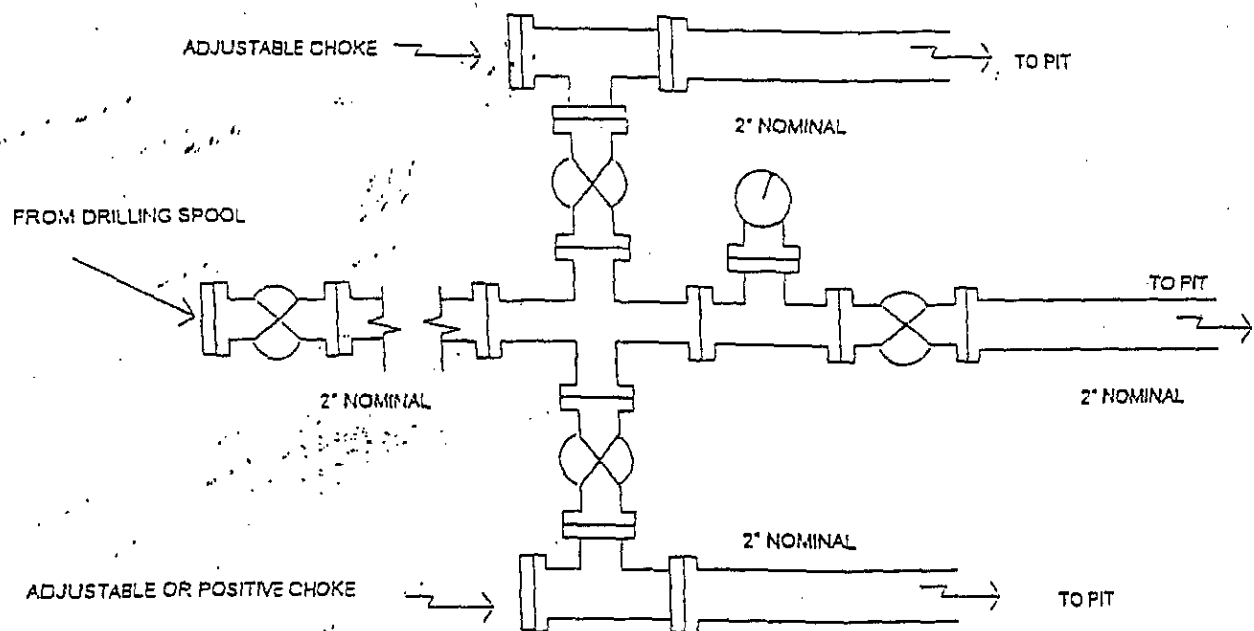 ADJUSTABLE CHOKE
TO PIT
2" NOMINAL
FROM DRILLING SPOOL
TO PIT
2" NOMINAL
2" NOMINAL
2" NOMINAL
ADJUSTABLE OR POSITIVE CHOKE
TO PIT